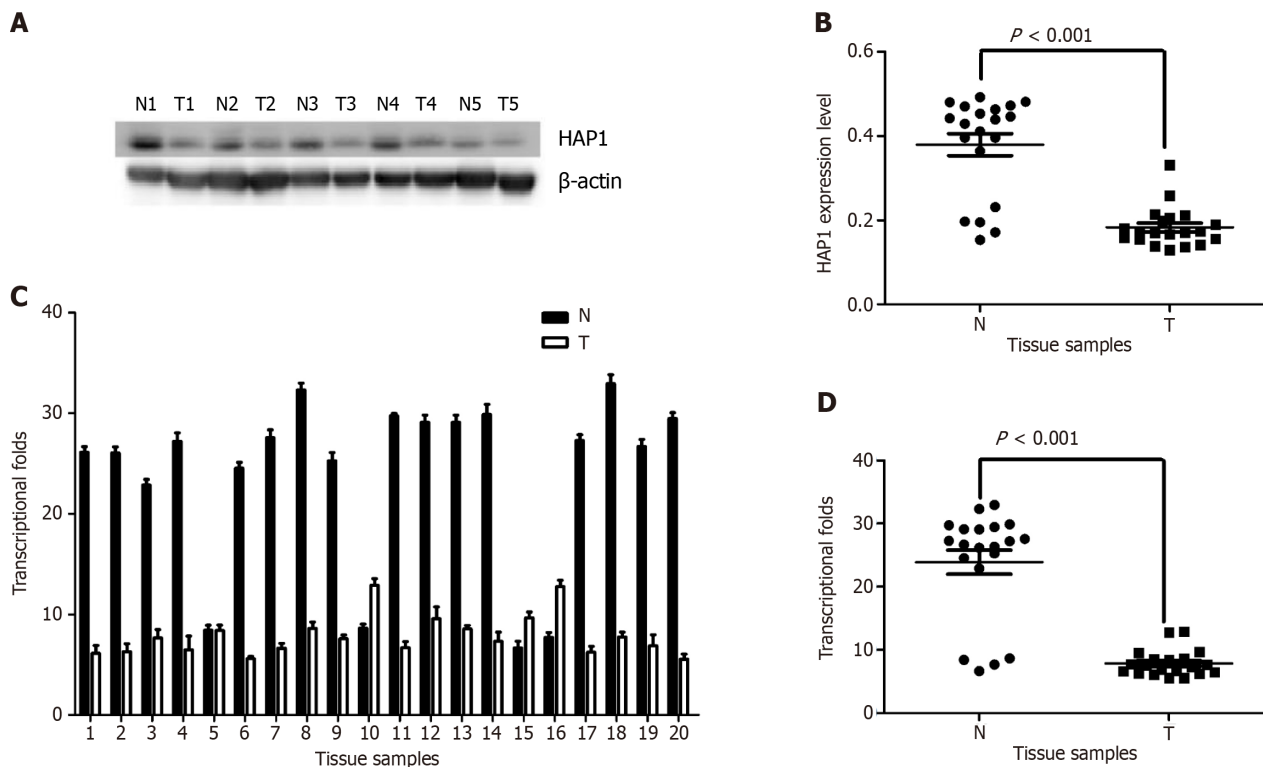 A
N1 T1 N2 T2 N3 T3 N4 T4 N5 T5
HAP1
β-actin
B
P < 0.001
HAP1 expression level
0.6
0.4
0.2
0.0
N T
Tissue samples
C
Transcriptional folds
40
30
20
10
0
N
T
1 2 3 4 5 6 7 8 9 10 11 12 13 14 15 16 17 18 19 20
Tissue samples
D
P < 0.001
Transcriptional folds
40
30
20
10
0
N T
Tissue samples